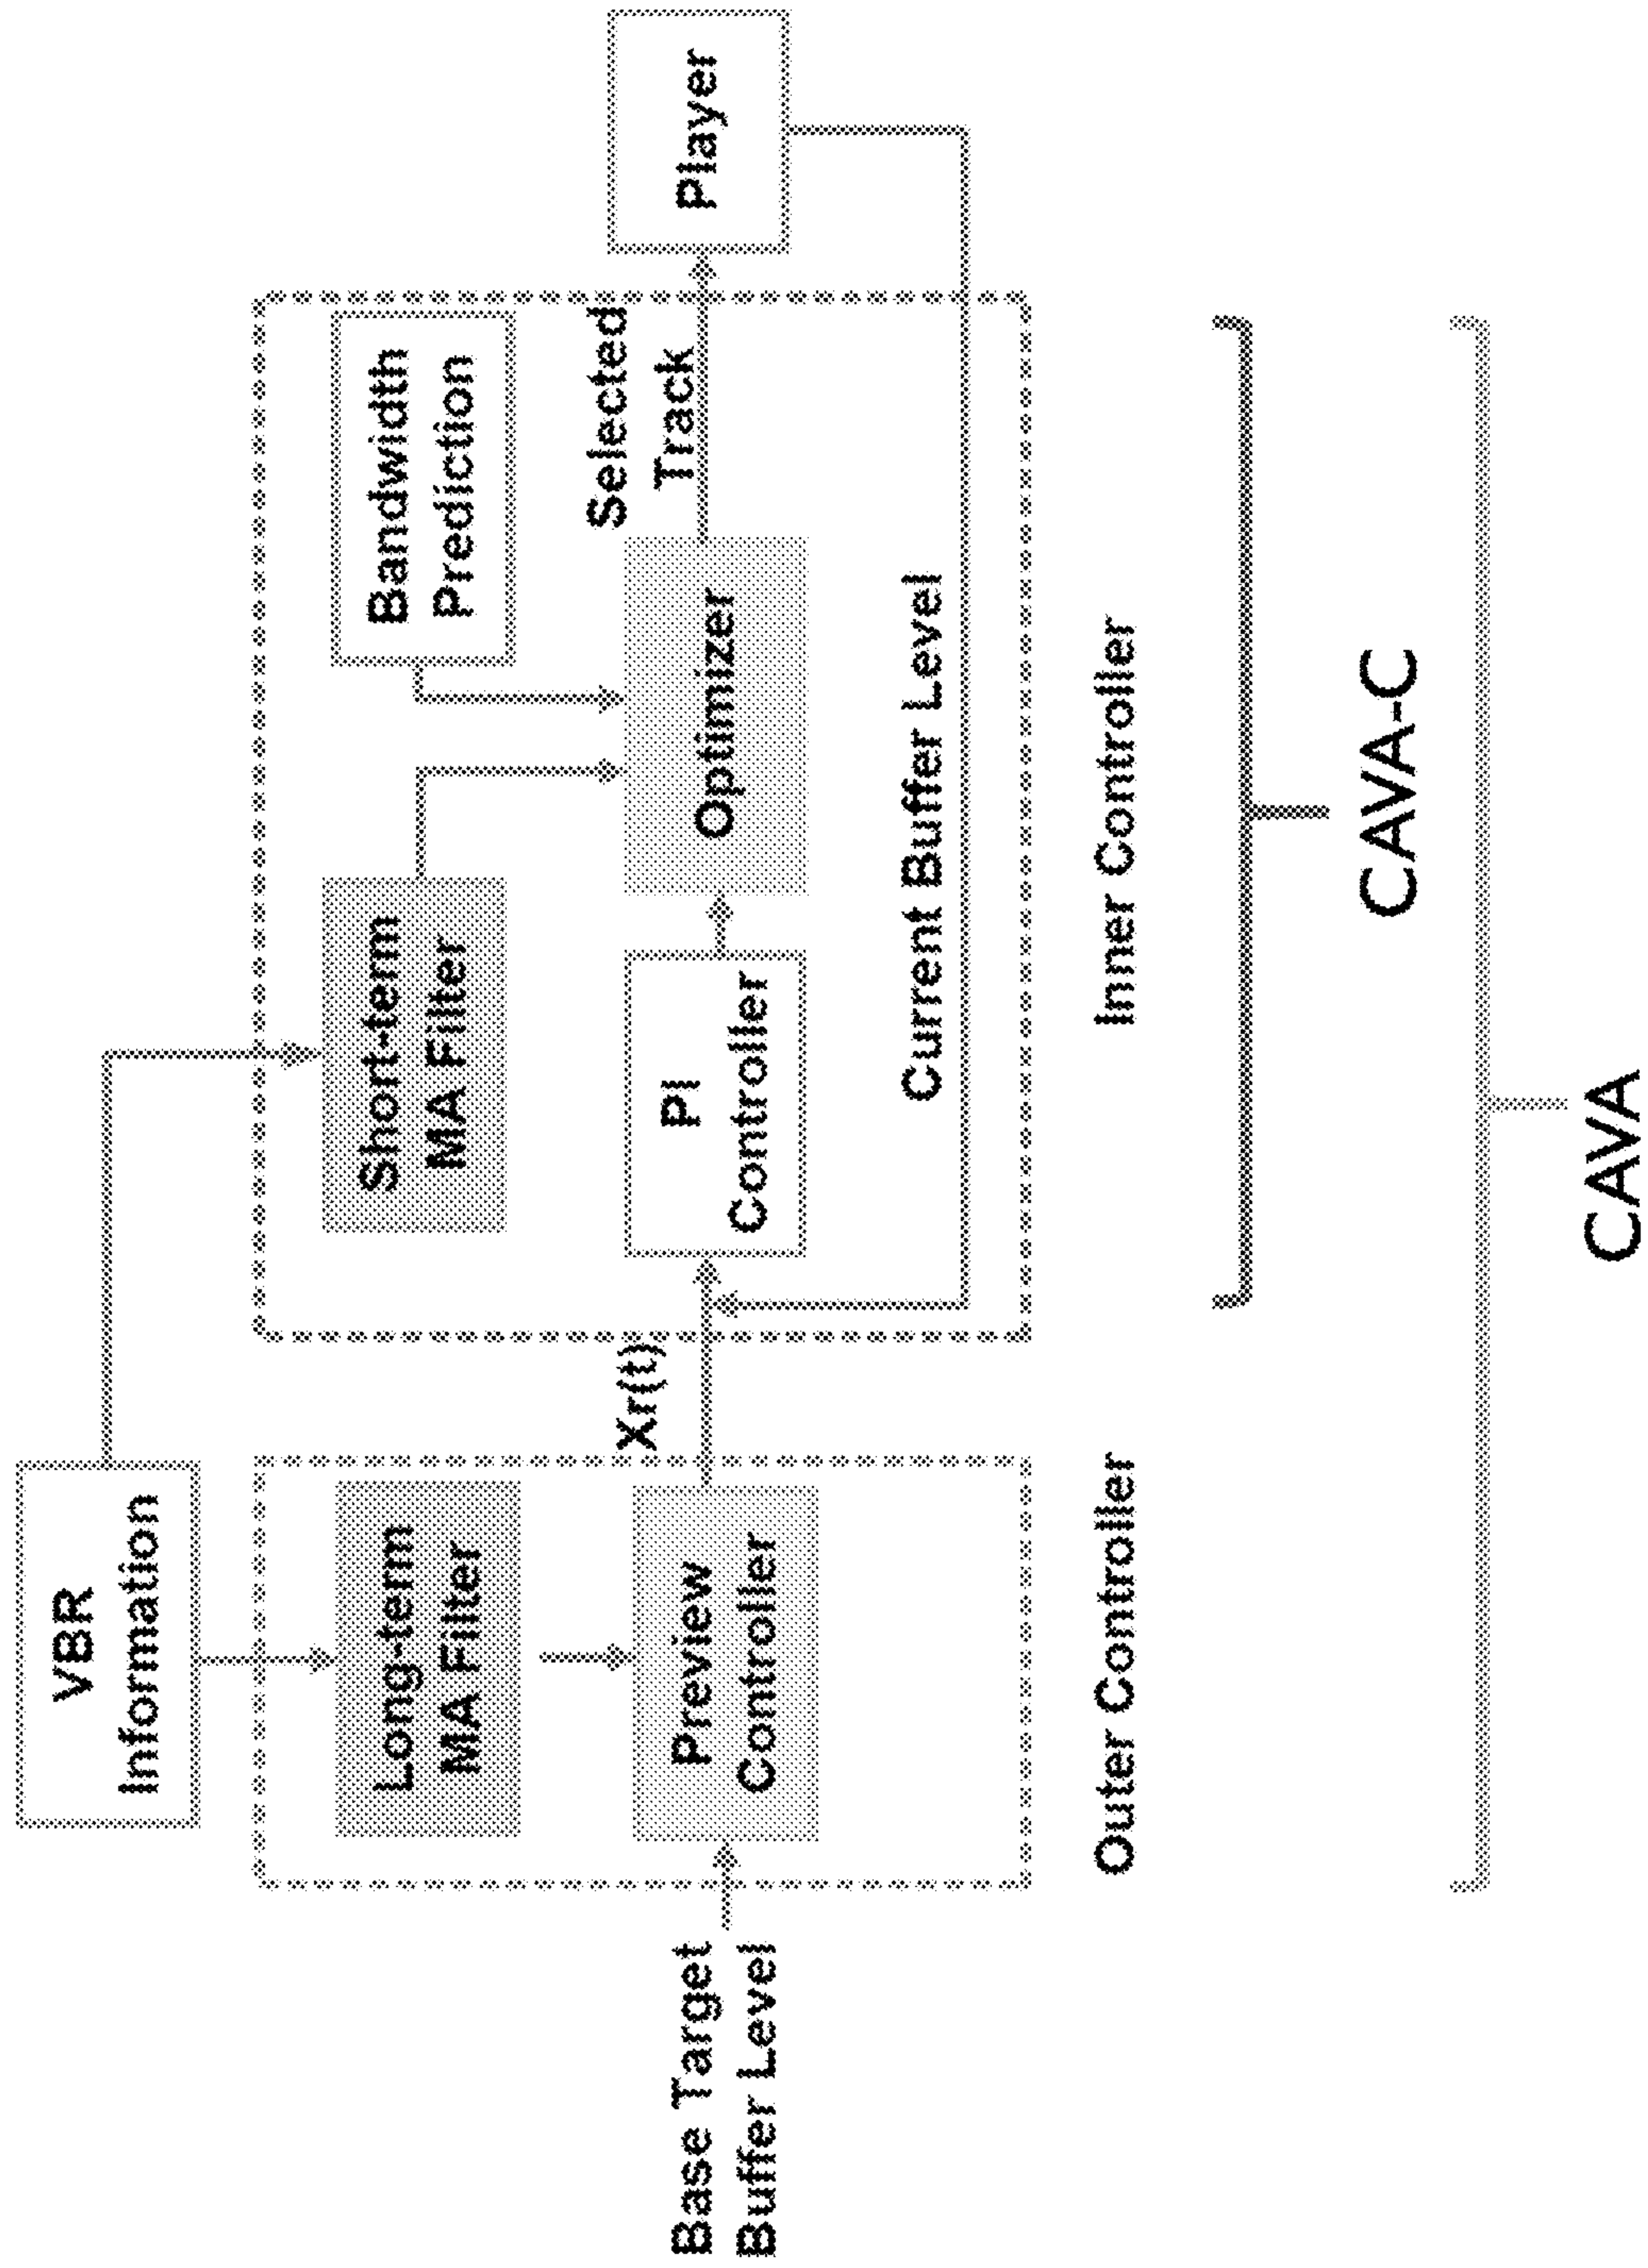 VBR
Information
Long-term
MA Filter
Short-term
MA Filter
Bandwidth
Prediction
Base Target
Buffer Level
Preview
Controller
Xr(t)
PI
Controller
Optimizer
Selected
Track
Player
Current Buffer Level
Outer Controller
Inner Controller
CAVA-C
CAVA